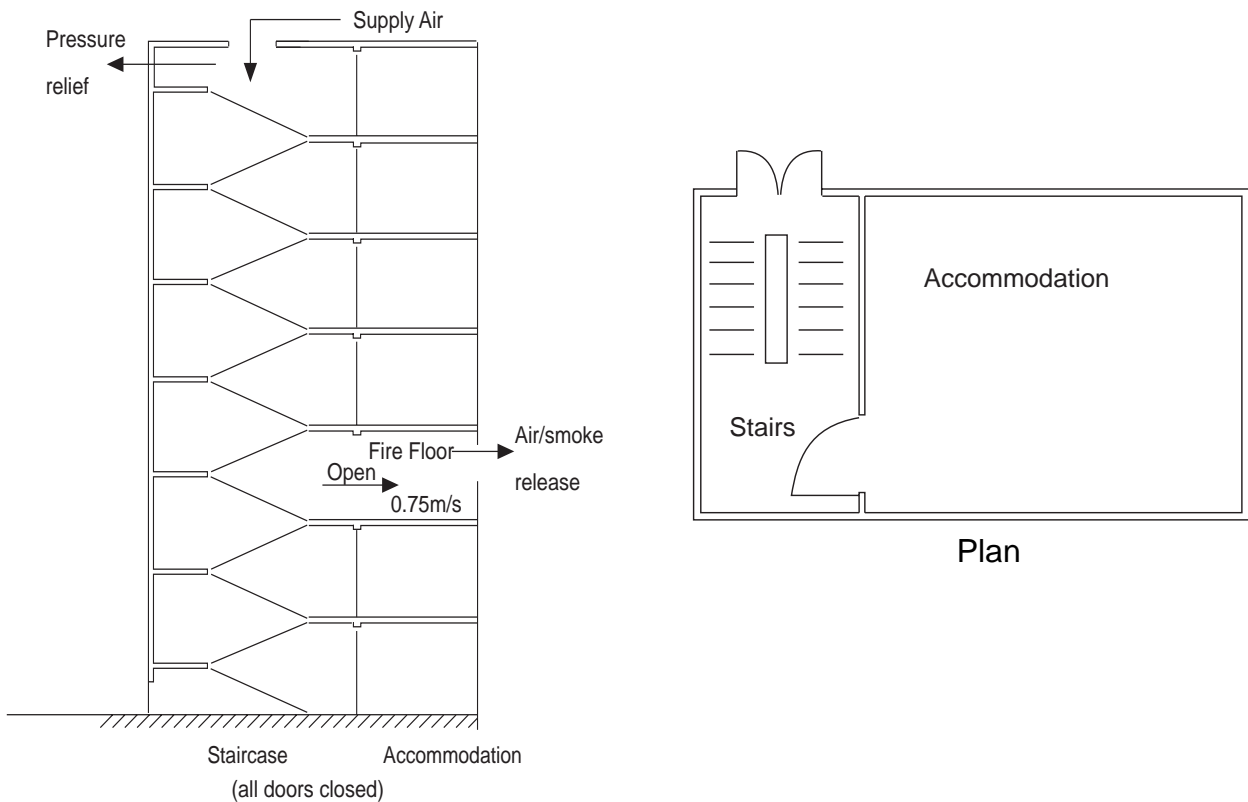 Supply Air
Pressure
relief
Fire Floor
Air/smoke
Open
release
0.75m/s
Staircase
Accommodation
(all doors closed)
Accommodation
Stairs
Plan